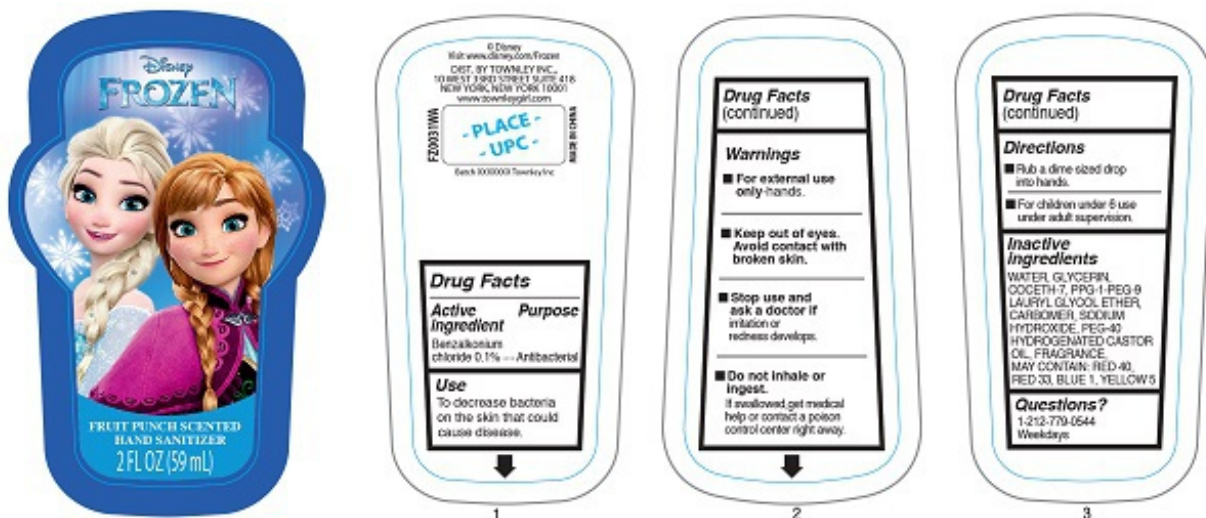 Disney
FROZEN
FRUIT PUNCH SCENTED
HAND SANITIZER
2 FL OZ (59 mL)
© Disney
Visit www.disney.com/Frozen
DIST. BY TOWNLEY INC.,
10 WEST 33RD STREET SUITE 418
NEW YORK, NEW YORK 10001
www.townleygirl.com
FZ0031WA
- PLACE -
- UPC -
MADE IN CHINA
Batch XXXXXXX Townley Inc
Drug Facts
Active Purpose
ingredient
Benzalkonium
chloride 0.1% --- Antibacterial
Use
To decrease bacteria
on the skin that could
cause disease.
1
Drug Facts
(continued)
Warnings
■ For external use
only-hands.
■ Keep out of eyes.
Avoid contact with
broken skin.
■ Stop use and
ask a doctor if
irritation or
redness develops.
■ Do not inhale or
ingest.
If swallowed,get medical
help or contact a poison
control center right away.
2
Drug Facts
(continued)
Directions
■ Rub a dime sized drop
into hands.
■ For children under 6 use
under adult supervision.
Inactive
ingredients
WATER, GLYCERIN,
COCETH-7, PPG-1-PEG-9
LAURYL GLYCOL ETHER,
CARBOMER, SODIUM
HYDROXIDE, PEG-40
HYDROGENATED CASTOR
OIL, FRAGRANCE,
MAY CONTAIN: RED 40,
RED 33, BLUE 1, YELLOW 5
Questions?
1-212-779-0544
Weekdays
3